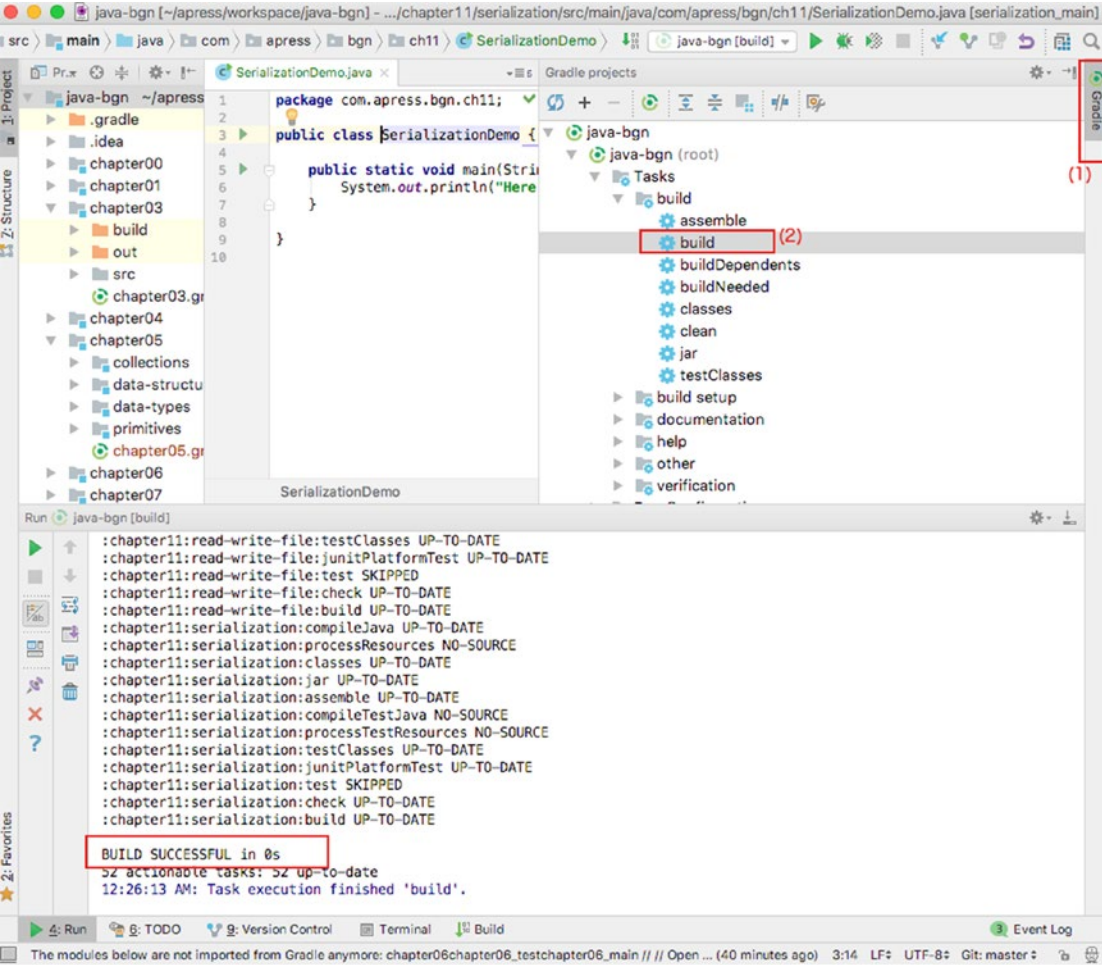 java-bgn [~/apress/workspace/java-bgn] - .../chapter11/serialization/src/main/java/com/apress/bgn/ch11/SerializationDemo.java [serialization_main]
src main java com apress bgn ch11 SerializationDemo java-bgn [build]
1: Project
Z: Structure
2: Favorites
Pr..
java-bgn ~/apress
.gradle
.idea
chapter00
chapter01
chapter03
build
out
src
chapter03.gr
chapter04
chapter05
collections
data-structu
data-types
primitives
chapter05.gr
chapter06
chapter07
SerializationDemo.java
1 package com.apress.bgn.ch11;
2
3 public class SerializationDemo {
4
5 public static void main(Strin
6 System.out.println("Here
7 }
8
9 }
10
SerializationDemo
Gradle projects
Gradle
(1)
java-bgn
java-bgn (root)
Tasks
build
assemble
build (2)
buildDependents
buildNeeded
classes
clean
jar
testClasses
build setup
documentation
help
other
verification
Run java-bgn [build]
:chapter11:read-write-file:testClasses UP-TO-DATE
:chapter11:read-write-file:junitPlatformTest UP-TO-DATE
:chapter11:read-write-file:test SKIPPED
:chapter11:read-write-file:check UP-TO-DATE
:chapter11:read-write-file:build UP-TO-DATE
:chapter11:serialization:compileJava UP-TO-DATE
:chapter11:serialization:processResources NO-SOURCE
:chapter11:serialization:classes UP-TO-DATE
:chapter11:serialization:jar UP-TO-DATE
:chapter11:serialization:assemble UP-TO-DATE
:chapter11:serialization:compileTestJava NO-SOURCE
:chapter11:serialization:processTestResources NO-SOURCE
:chapter11:serialization:testClasses UP-TO-DATE
:chapter11:serialization:junitPlatformTest UP-TO-DATE
:chapter11:serialization:test SKIPPED
:chapter11:serialization:check UP-TO-DATE
:chapter11:serialization:build UP-TO-DATE
BUILD SUCCESSFUL in 0s
52 actionable tasks: 52 up-to-date
12:26:13 AM: Task execution finished 'build'.
4: Run 6: TODO 9: Version Control Terminal Build 3 Event Log
The modules below are not imported from Gradle anymore: chapter06chapter06_testchapter06_main // // Open ... (40 minutes ago) 3:14 LF UTF-8 Git: master